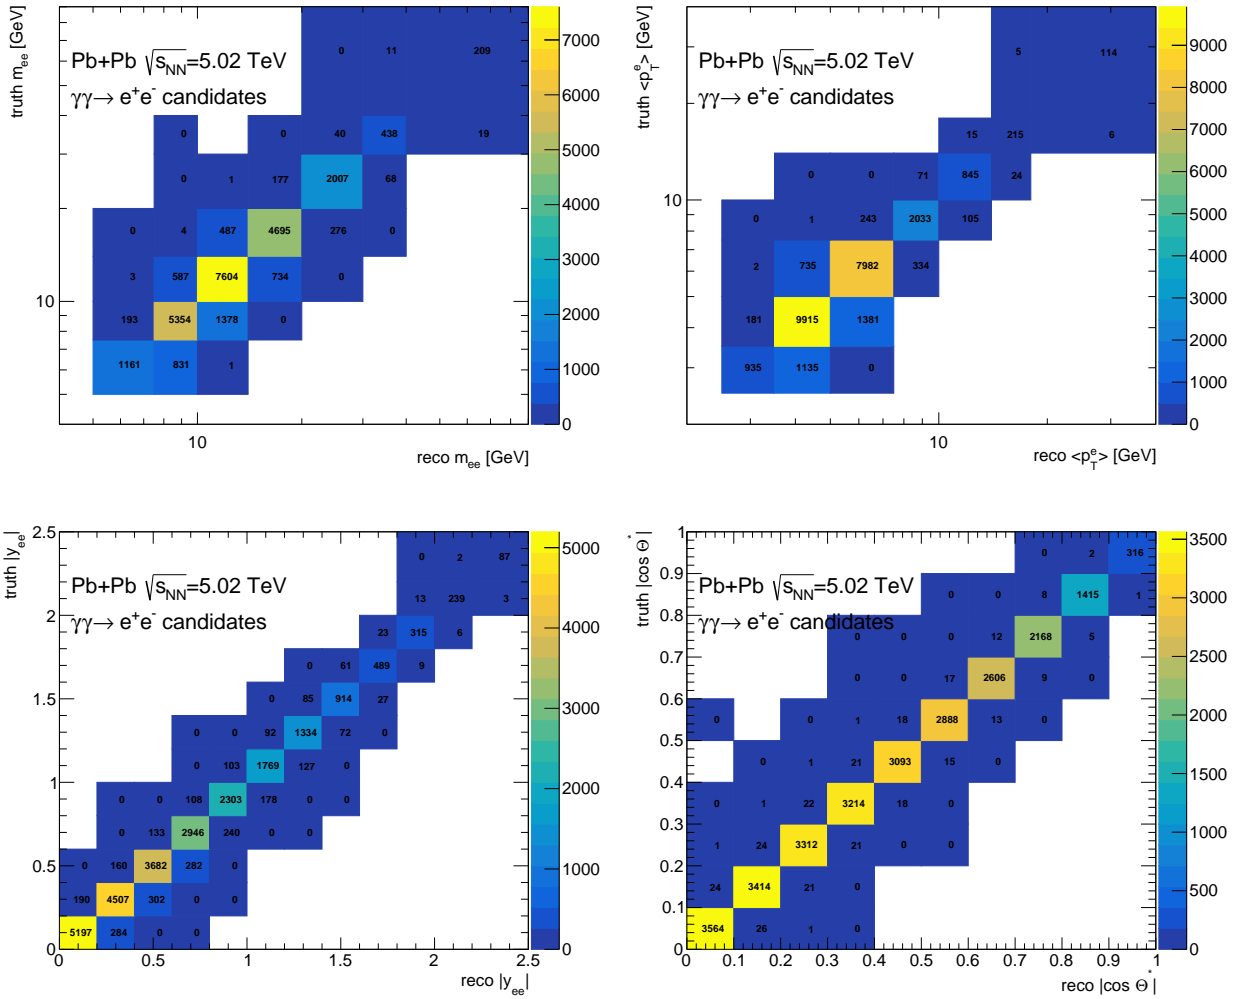 truth m_ee [GeV]
Pb+Pb √s_NN=5.02 TeV
γγ→ e⁺e⁻ candidates
0 11 209
0 0 40 438 19
0 1 177 2007 68
0 4 487 4695 276 0
3 587 7604 734 0
193 5354 1378 0
1161 831 1
7000
6000
5000
4000
3000
2000
1000
0
10
10
reco m_ee [GeV]
truth <p_T^e> [GeV]
Pb+Pb √s_NN=5.02 TeV
γγ→ e⁺e⁻ candidates
5 114
15 215 6
0 0 71 845 24
0 1 243 2033 105
2 735 7982 334
181 9915 1381
935 1135 0
9000
8000
7000
6000
5000
4000
3000
2000
1000
0
10
10
reco <p_T^e> [GeV]
truth |y_ee|
Pb+Pb √s_NN=5.02 TeV
γγ→ e⁺e⁻ candidates
0 2 87
13 239 3
23 315 6
0 61 489 9
0 85 914 27
0 0 92 1334 72 0
0 103 1769 127 0
0 0 108 2303 178 0 0
0 133 2946 240 0 0
0 160 3682 282 0
190 4507 302 0 0
5197 284 0 0
2.5
2
1.5
1
0.5
0
0 0.5 1 1.5 2 2.5
reco |y_ee|
5000
4000
3000
2000
1000
0
truth |cos Θ*|
Pb+Pb √s_NN=5.02 TeV
γγ→ e⁺e⁻ candidates
0 2 316
0 0 8 1415 1
0 0 0 12 2168 5
0 0 17 2606 9 0
0 0 1 18 2888 13 0
0 1 21 3093 15 0
0 1 22 3214 18 0
1 24 3312 21 0 0
24 3414 21 0
3564 26 1 0
1
0.9
0.8
0.7
0.6
0.5
0.4
0.3
0.2
0.1
0
0 0.1 0.2 0.3 0.4 0.5 0.6 0.7 0.8 0.9 1
reco |cos Θ*|
3500
3000
2500
2000
1500
1000
500
0